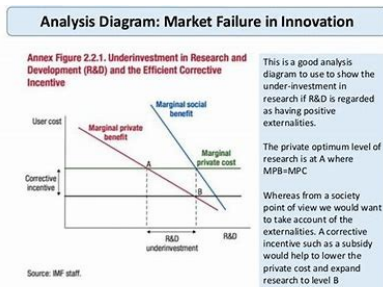 Analysis Diagram: Market Failure in Innovation
Annex Figure 2.2.1. Underinvestment in Research and
Development (R&D) and the Efficient Corrective
Incentive
Marginal social
benefit
User cost
Marginal private
benefit
Marginal
private cost
A
Corrective
incentive
B
R&D
underinvestment
R&D
Source: IMF staff.
This is a good analysis
diagram to use to show the
under-investment in
research if R&D is regarded
as having positive
externalities.
The private optimum level of
research is at A where
MPB=MPC
Whereas from a society
point of view we would want
to take account of the
externalities. A corrective
incentive such as a subsidy
would help to lower the
private cost and expand
research to level B